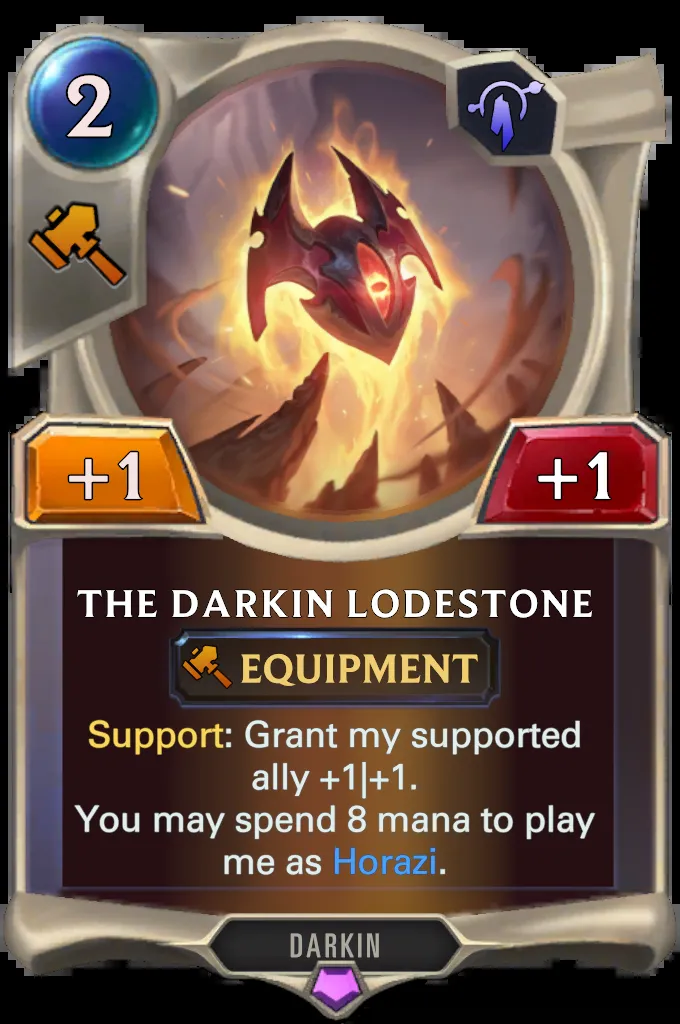 2
+1
+1
THE DARKIN LODESTONE
EQUIPMENT
Support: Grant my supported
ally +1|+1.
You may spend 8 mana to play
me as Horazi.
DARKIN